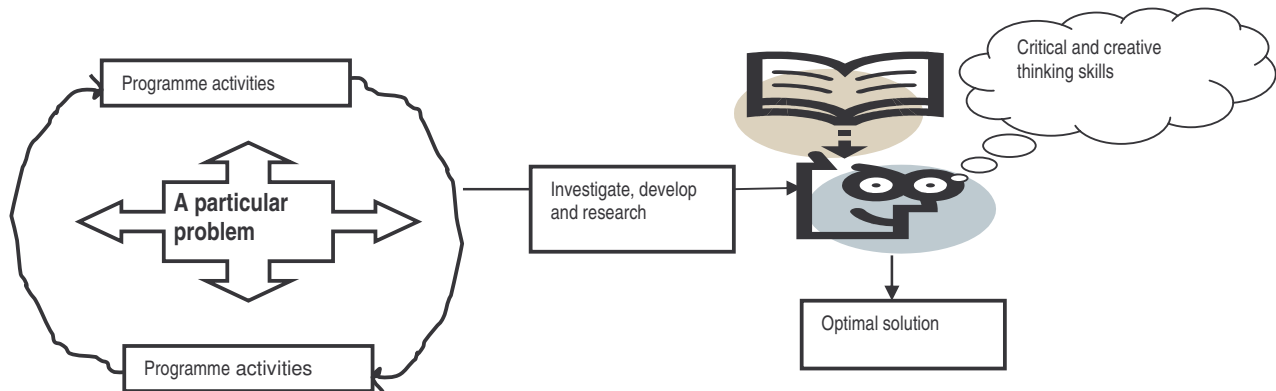 Programme activities
A particular
problem
Programme activities
Investigate, develop
and research
Critical and creative
thinking skills
Optimal solution